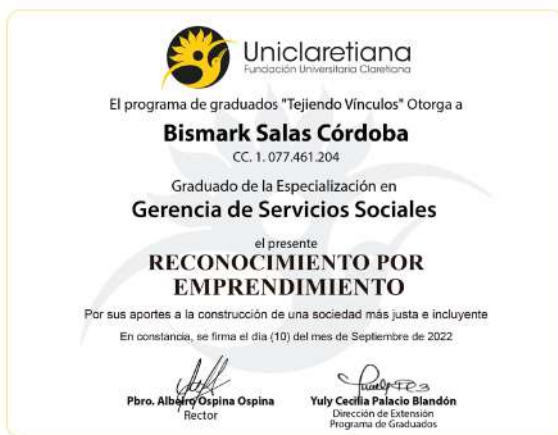 Uniclaretiana
Fundación Universitaria Claretiana
El programa de graduados "Tejiendo Vínculos" Otorga a
Bismark Salas Córdoba
CC. 1. 077.461.204
Graduado de la Especialización en
Gerencia de Servicios Sociales
el presente
RECONOCIMIENTO POR
EMPRENDIMIENTO
Por sus aportes a la construcción de una sociedad más justa e incluyente
En constancia, se firma el día (10) del mes de Septiembre de 2022
Pbro. Albeiro Ospina Ospina
Rector
Yuly Cecilia Palacio Blandón
Dirección de Extensión
Programa de Graduados